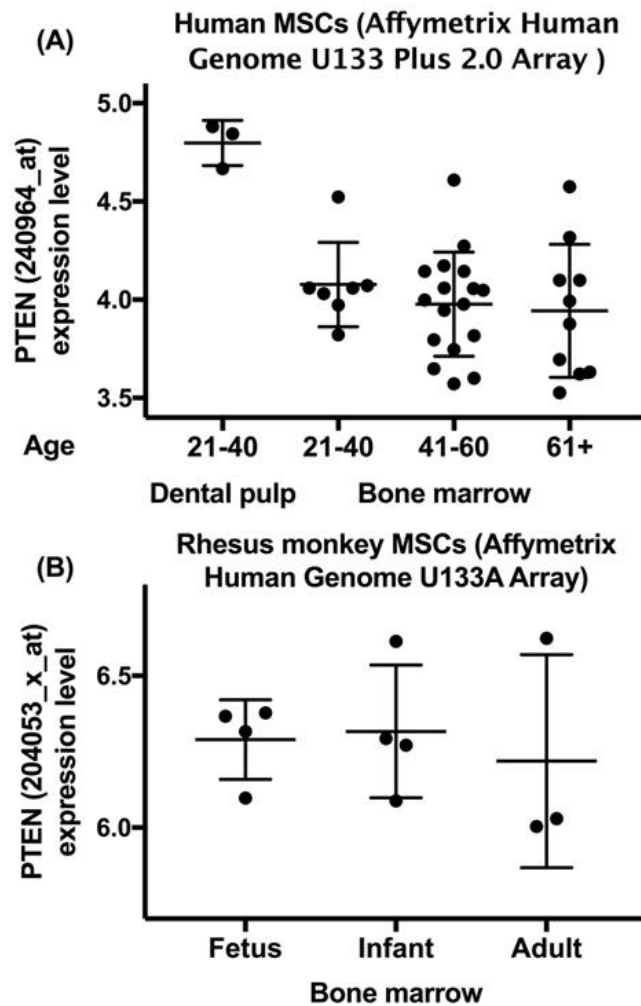 (A) Human MSCs (Affymetrix Human
Genome U133 Plus 2.0 Array )
PTEN (240964_at)
expression level
5.0
4.5
4.0
3.5
Age 21-40 21-40 41-60 61+
Dental pulp Bone marrow
(B) Rhesus monkey MSCs (Affymetrix
Human Genome U133A Array)
PTEN (204053_x_at)
expression level
6.5
6.0
Fetus Infant Adult
Bone marrow